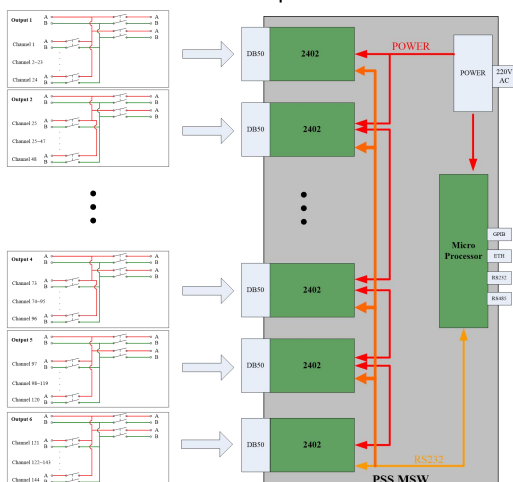 Output 1
A
B
A
B
A
B
A
B
Channel 1
A
B
Channel 2~23
Channel 24
A
B
DB50
2402
POWER
POWER
220V
AC
Output 2
A
B
A
B
A
B
Channel 25
A
B
Channel 25~47
Channel 48
A
B
DB50
2402
Micro
Processor
GPIB
ETH
RS232
RS485
Output 4
A
B
A
B
A
B
Channel 73
A
B
Channel 74~95
Channel 96
A
B
DB50
2402
Output 5
A
B
A
B
A
B
Channel 97
A
B
Channel 98~119
Channel 120
A
B
DB50
2402
Output 6
A
B
A
B
A
B
Channel 121
A
B
Channel 122~143
Channel 144
A
B
DB50
2402
RS232
PSS MSW